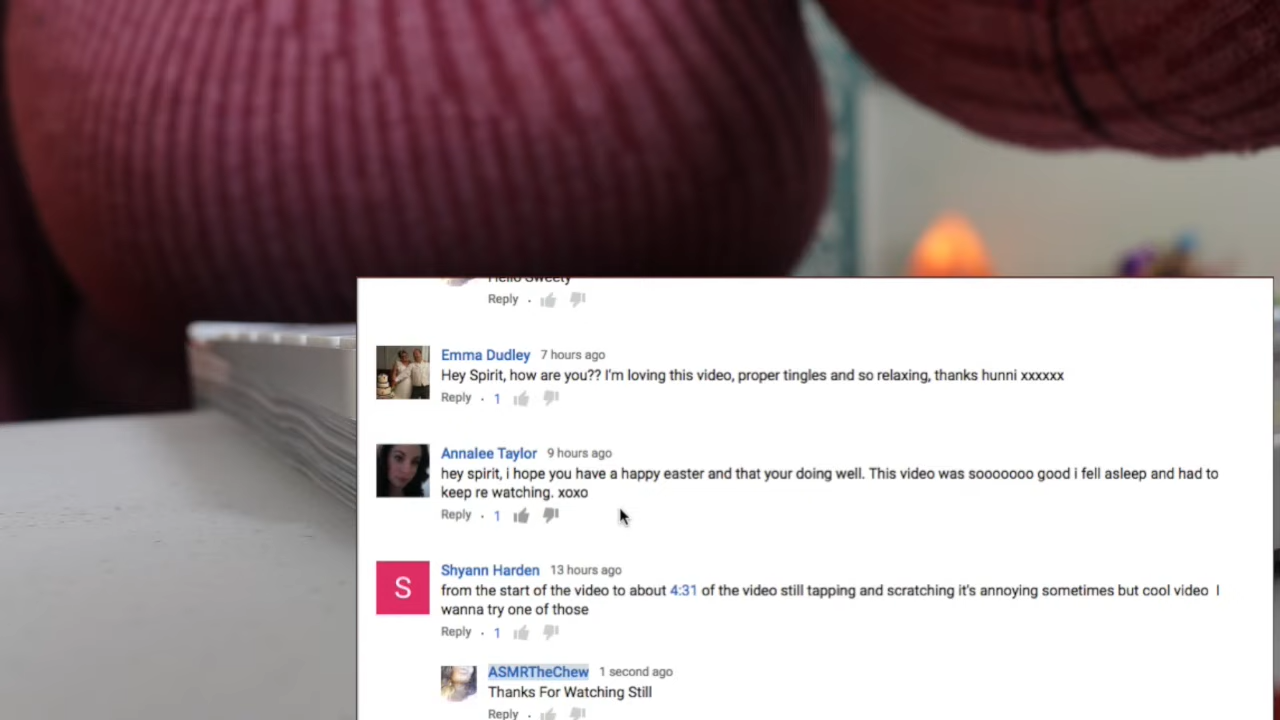 Hello Sweety
Reply
Emma Dudley 7 hours ago
Hey Spirit, how are you?? I'm loving this video, proper tingles and so relaxing, thanks hunni xxxxxx
Reply · 1
Annalee Taylor 9 hours ago
hey spirit, i hope you have a happy easter and that your doing well. This video was sooooooo good i fell asleep and had to
keep re watching. xoxo
Reply · 1
S
Shyann Harden 13 hours ago
from the start of the video to about 4:31 of the video still tapping and scratching it's annoying sometimes but cool video I
wanna try one of those
Reply · 1
ASMRTheChew 1 second ago
Thanks For Watching Still
Reply ·